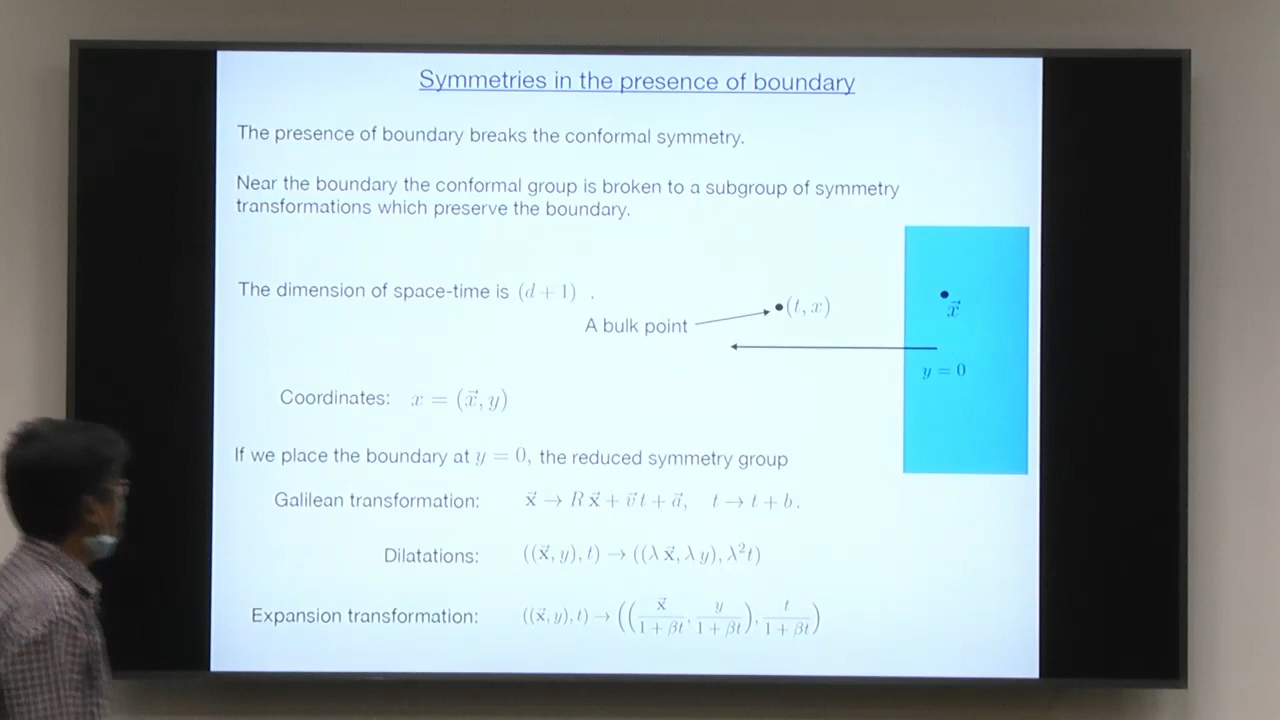 Symmetries in the presence of boundary
The presence of boundary breaks the conformal symmetry.
Near the boundary the conformal group is broken to a subgroup of symmetry
transformations which preserve the boundary.
The dimension of space-time is (d + 1) .
A bulk point
(t, x)
x⃗
y = 0
Coordinates: x = (x⃗, y)
If we place the boundary at y = 0, the reduced symmetry group
Galilean transformation: x⃗ → R x⃗ + v⃗ t + a⃗, t → t + b.
Dilatations: ((x⃗, y), t) → ((λ x⃗, λ y), λ²t)
Expansion transformation: ((x⃗, y), t) → ((x⃗/(1 + βt), y/(1 + βt)), t/(1 + βt))